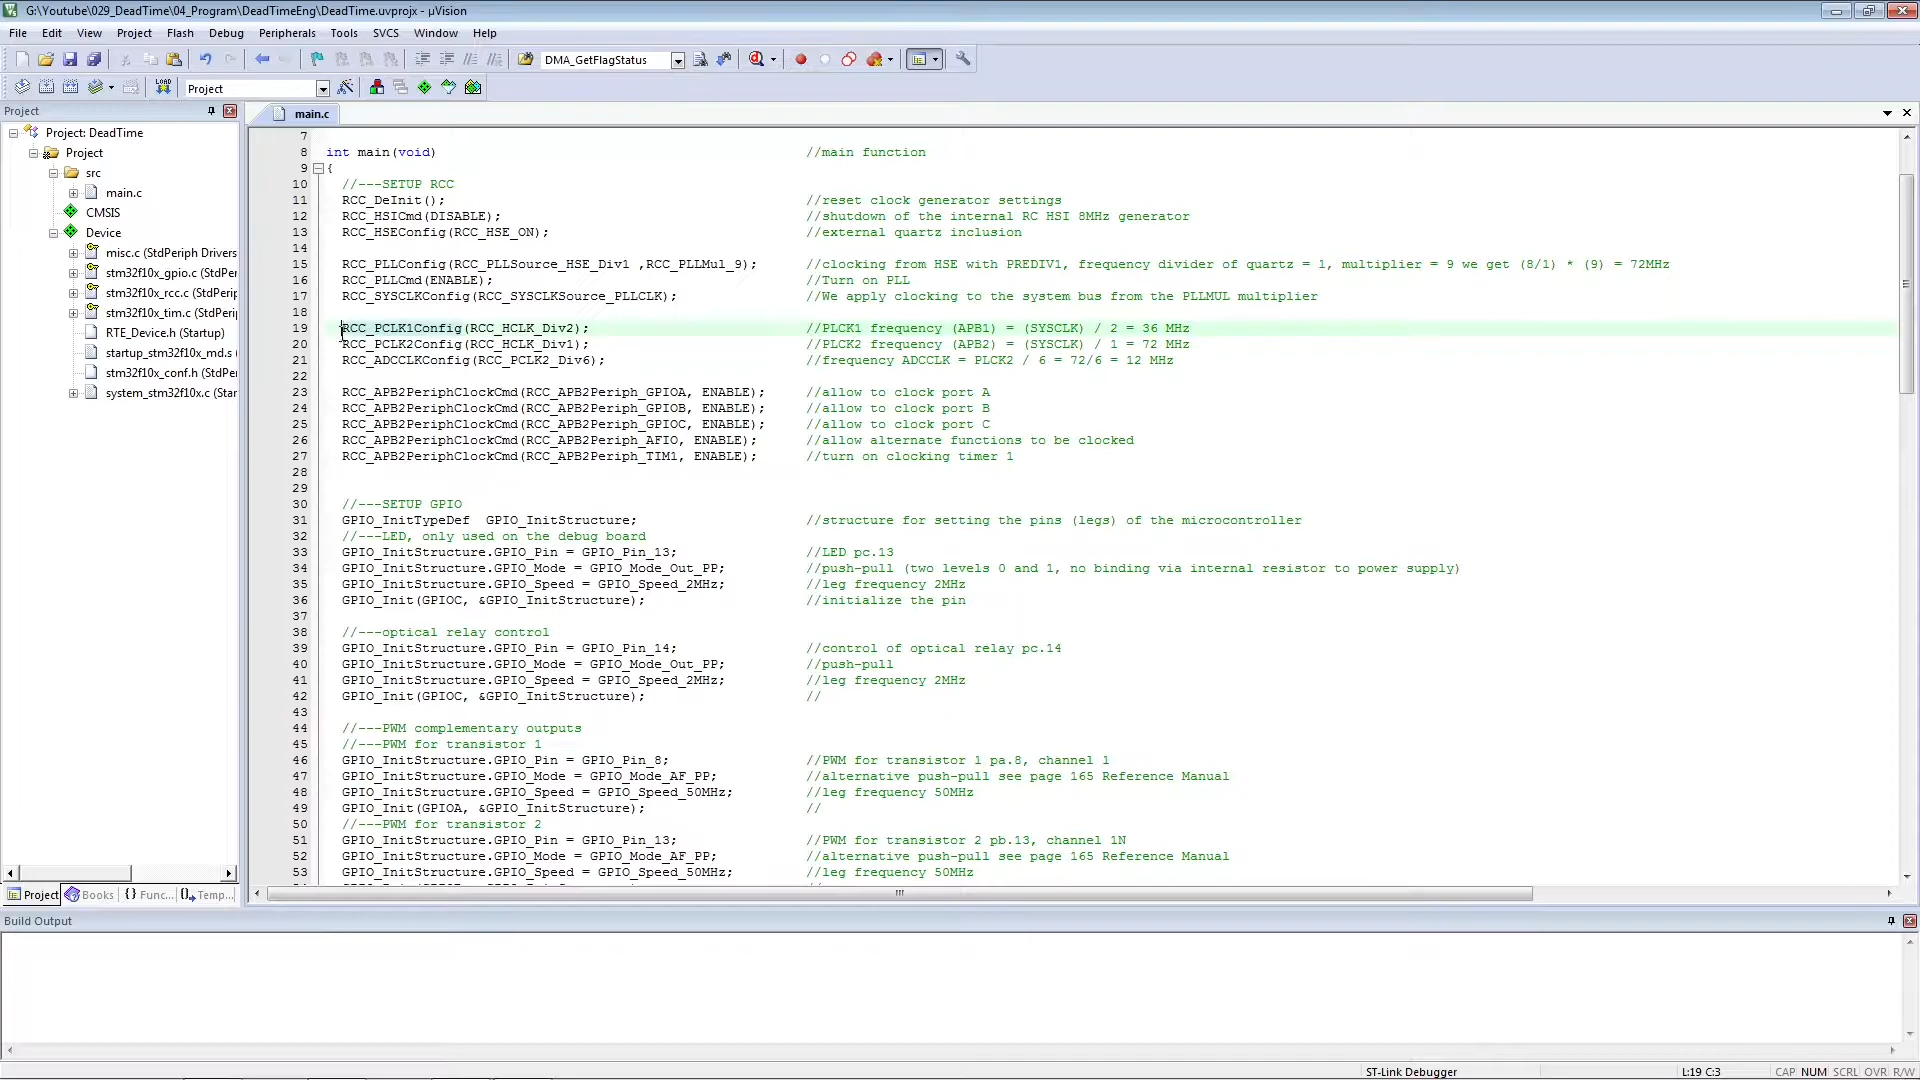 G:\Youtube\029_DeadTime\04_Program\DeadTimeEng\DeadTime.uvprojx - µVision
File Edit View Project Flash Debug Peripherals Tools SVCS Window Help
DMA_GetFlagStatus
LOAD
Project
Project
main.c
Project: DeadTime
Project
src
main.c
CMSIS
Device
misc.c (StdPeriph Drivers
stm32f10x_gpio.c (StdPer
stm32f10x_rcc.c (StdPerip
stm32f10x_tim.c (StdPerip
RTE_Device.h (Startup)
startup_stm32f10x_md.s (
stm32f10x_conf.h (StdPe
system_stm32f10x.c (Star
7
8 int main(void) //main function
9 {
10 //---SETUP RCC
11 RCC_DeInit(); //reset clock generator settings
12 RCC_HSICmd(DISABLE); //shutdown of the internal RC HSI 8MHz generator
13 RCC_HSEConfig(RCC_HSE_ON); //external quartz inclusion
14
15 RCC_PLLConfig(RCC_PLLSource_HSE_Div1 ,RCC_PLLMul_9); //clocking from HSE with PREDIV1, frequency divider of quartz = 1, multiplier = 9 we get (8/1) * (9) = 72MHz
16 RCC_PLLCmd(ENABLE); //Turn on PLL
17 RCC_SYSCLKConfig(RCC_SYSCLKSource_PLLCLK); //We apply clocking to the system bus from the PLLMUL multiplier
18
19 RCC_PCLK1Config(RCC_HCLK_Div2); //PLCK1 frequency (APB1) = (SYSCLK) / 2 = 36 MHz
20 RCC_PCLK2Config(RCC_HCLK_Div1); //PLCK2 frequency (APB2) = (SYSCLK) / 1 = 72 MHz
21 RCC_ADCCLKConfig(RCC_PCLK2_Div6); //frequency ADCCLK = PLCK2 / 6 = 72/6 = 12 MHz
22
23 RCC_APB2PeriphClockCmd(RCC_APB2Periph_GPIOA, ENABLE); //allow to clock port A
24 RCC_APB2PeriphClockCmd(RCC_APB2Periph_GPIOB, ENABLE); //allow to clock port B
25 RCC_APB2PeriphClockCmd(RCC_APB2Periph_GPIOC, ENABLE); //allow to clock port C
26 RCC_APB2PeriphClockCmd(RCC_APB2Periph_AFIO, ENABLE); //allow alternate functions to be clocked
27 RCC_APB2PeriphClockCmd(RCC_APB2Periph_TIM1, ENABLE); //turn on clocking timer 1
28
29
30 //---SETUP GPIO
31 GPIO_InitTypeDef GPIO_InitStructure; //structure for setting the pins (legs) of the microcontroller
32 //---LED, only used on the debug board
33 GPIO_InitStructure.GPIO_Pin = GPIO_Pin_13; //LED pc.13
34 GPIO_InitStructure.GPIO_Mode = GPIO_Mode_Out_PP; //push-pull (two levels 0 and 1, no binding via internal resistor to power supply)
35 GPIO_InitStructure.GPIO_Speed = GPIO_Speed_2MHz; //leg frequency 2MHz
36 GPIO_Init(GPIOC, &GPIO_InitStructure); //initialize the pin
37
38 //---optical relay control
39 GPIO_InitStructure.GPIO_Pin = GPIO_Pin_14; //control of optical relay pc.14
40 GPIO_InitStructure.GPIO_Mode = GPIO_Mode_Out_PP; //push-pull
41 GPIO_InitStructure.GPIO_Speed = GPIO_Speed_2MHz; //leg frequency 2MHz
42 GPIO_Init(GPIOC, &GPIO_InitStructure); //
43
44 //---PWM complementary outputs
45 //---PWM for transistor 1
46 GPIO_InitStructure.GPIO_Pin = GPIO_Pin_8; //PWM for transistor 1 pa.8, channel 1
47 GPIO_InitStructure.GPIO_Mode = GPIO_Mode_AF_PP; //alternative push-pull see page 165 Reference Manual
48 GPIO_InitStructure.GPIO_Speed = GPIO_Speed_50MHz; //leg frequency 50MHz
49 GPIO_Init(GPIOA, &GPIO_InitStructure); //
50 //---PWM for transistor 2
51 GPIO_InitStructure.GPIO_Pin = GPIO_Pin_13; //PWM for transistor 2 pb.13, channel 1N
52 GPIO_InitStructure.GPIO_Mode = GPIO_Mode_AF_PP; //alternative push-pull see page 165 Reference Manual
53 GPIO_InitStructure.GPIO_Speed = GPIO_Speed_50MHz; //leg frequency 50MHz
Project Books {} Func... Temp...
Build Output
ST-Link Debugger L:19 C:3 CAP NUM SCRL OVR R/W